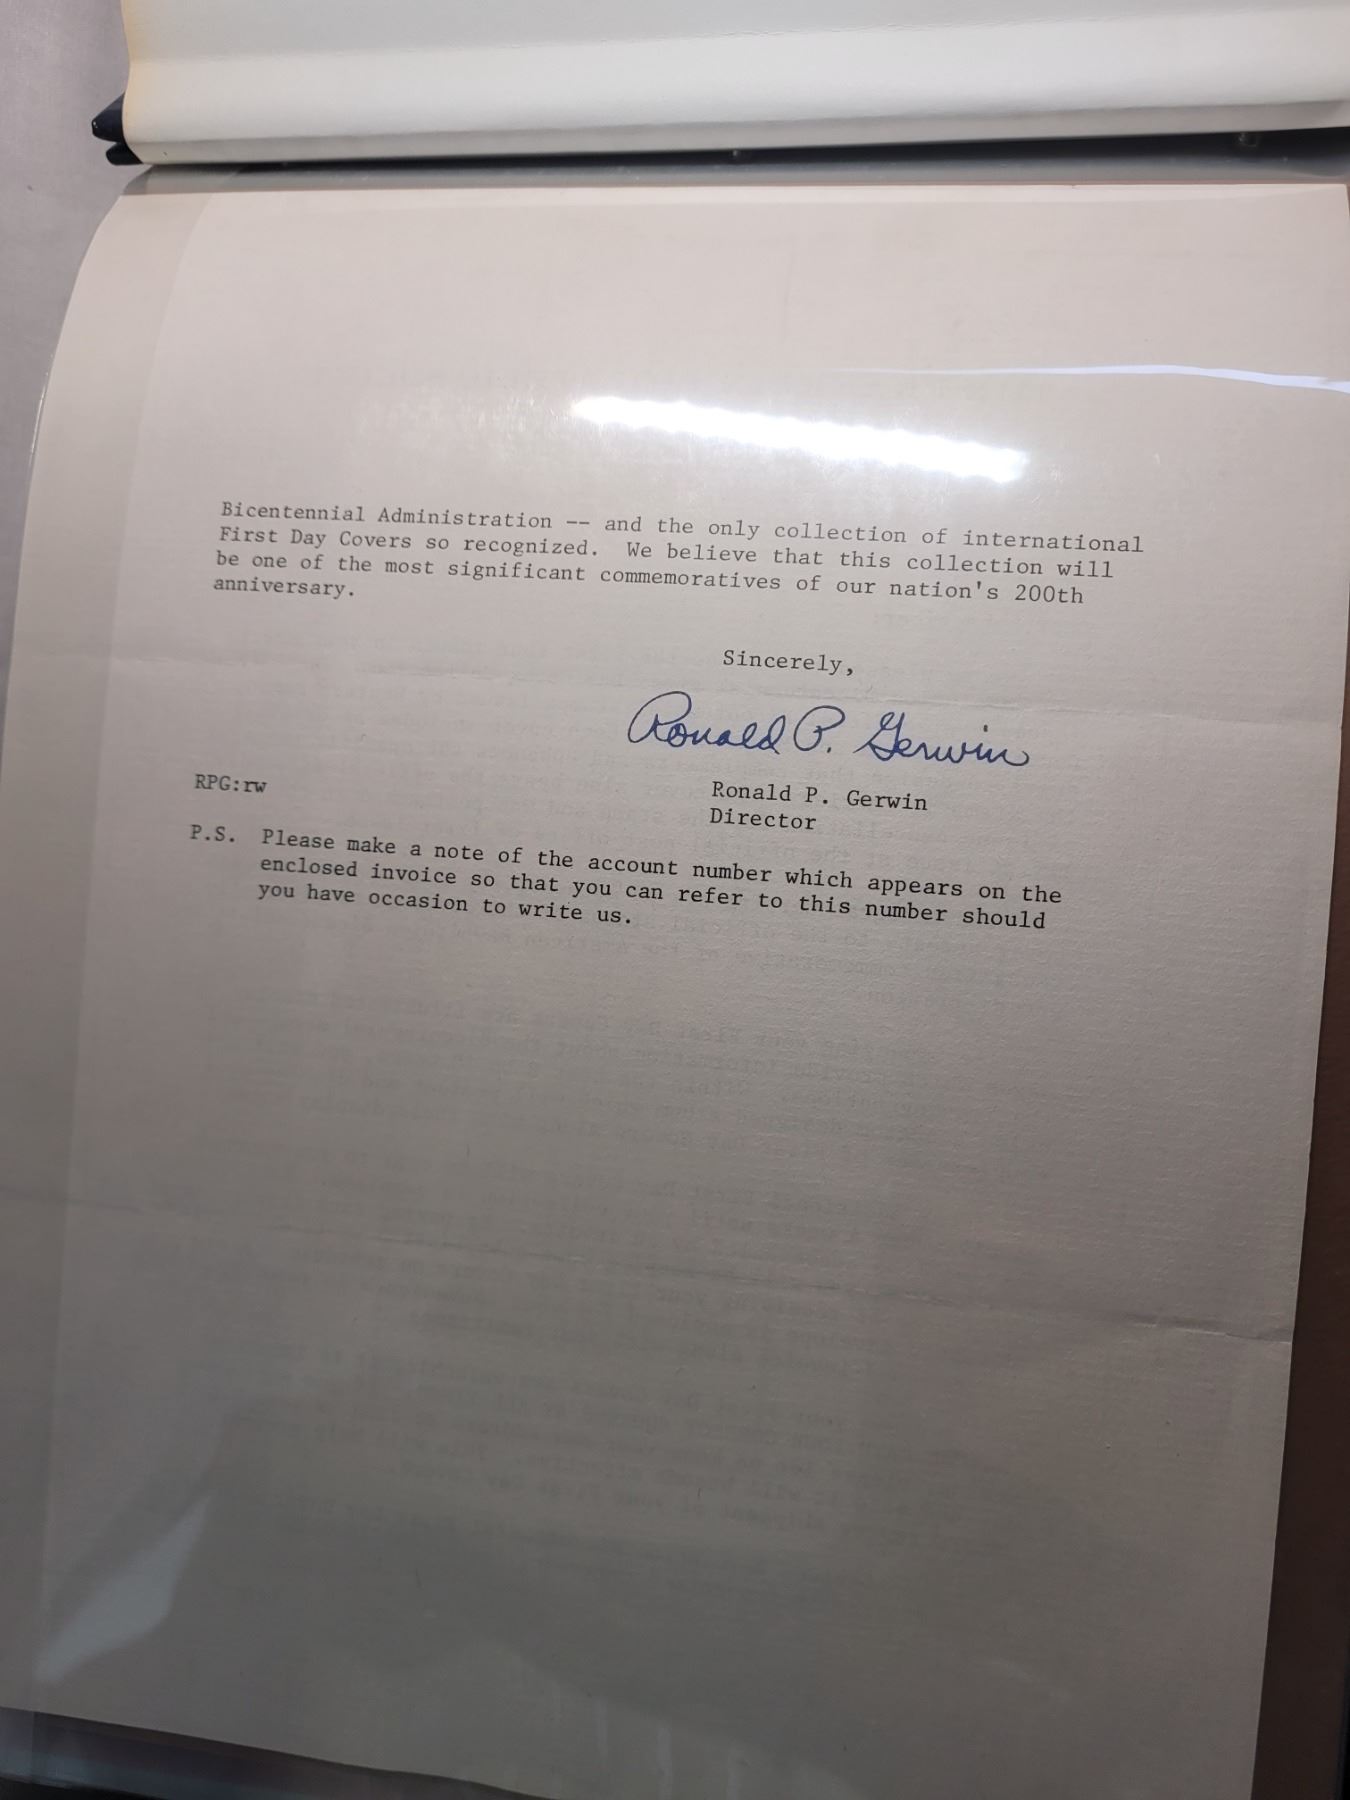 Bicentennial Administration -- and the only collection of international
First Day Covers so recognized. We believe that this collection will
be one of the most significant commemoratives of our nation's 200th
anniversary.
Sincerely,
Ronald P. Gerwin
RPG:rw
Ronald P. Gerwin
Director
P.S. Please make a note of the account number which appears on the
enclosed invoice so that you can refer to this number should
you have occasion to write us.